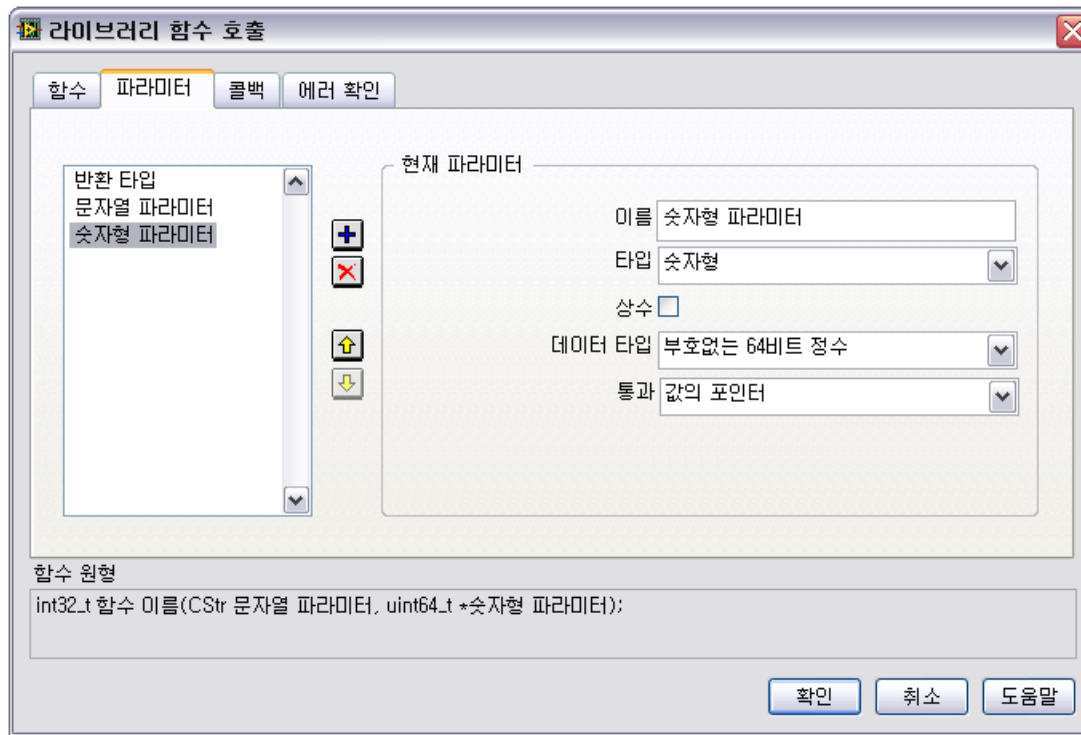 라이브러리 함수 호출
함수 파라미터 콜백 에러 확인
반환 타입
문자열 파라미터
숫자형 파라미터
현재 파라미터
이름 숫자형 파라미터
타입 숫자형
상수
데이터 타입 부호없는 64비트 정수
통과 값의 포인터
함수 원형
int32_t 함수 이름(CStr 문자열 파라미터, uint64_t *숫자형 파라미터);
확인 취소 도움말